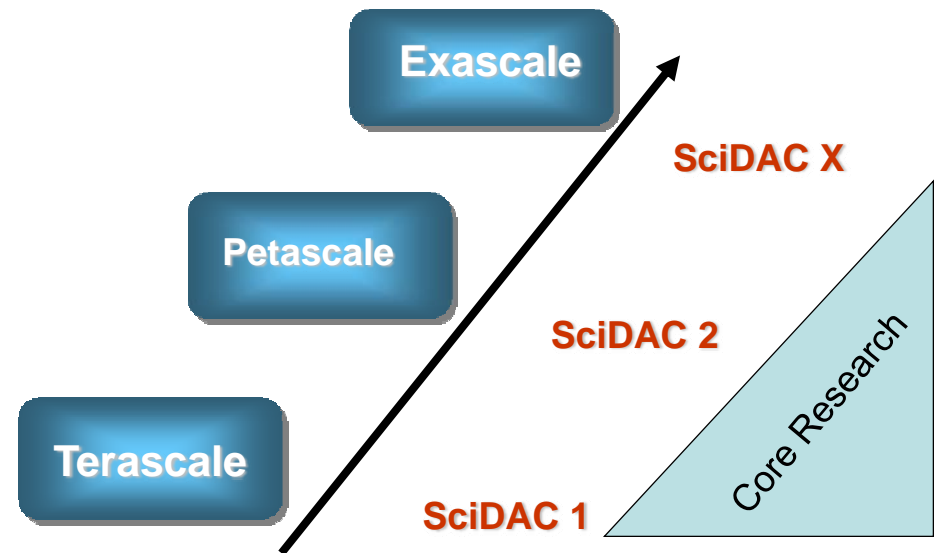 Exascale
SciDAC X
Petascale
SciDAC 2
Core Research
Terascale
SciDAC 1